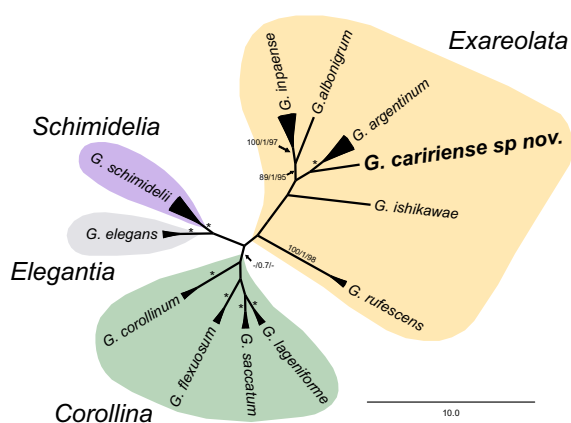 Exareolata
G. inpaense
G.albonigrum
G. argentinum
G. caririense sp nov.
G. ishikawae
G. rufescens
100/1/97
89/1/95
*
100/1/98
Schimidelia
G. schimidelii
*
G. elegans
*
Elegantia
-/0.7/-
*
G. corollinum
*
*
G. flexuosum
G. saccatum
G. lageniforme
Corollina
10.0